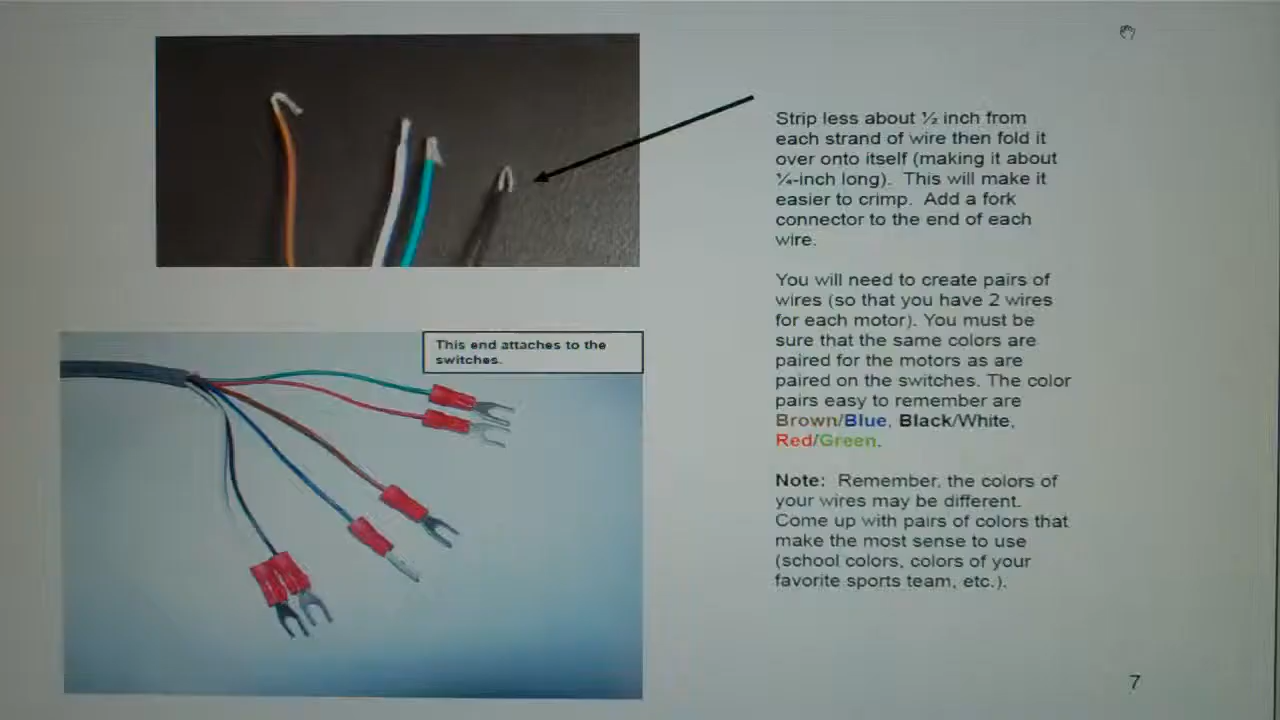 Strip less about ½ inch from
each strand of wire then fold it
over onto itself (making it about
¼-inch long).  This will make it
easier to crimp.  Add a fork
connector to the end of each
wire.
You will need to create pairs of
wires (so that you have 2 wires
for each motor). You must be
sure that the same colors are
paired for the motors as are
paired on the switches. The color
pairs easy to remember are
Brown/Blue, Black/White,
Red/Green.
Note:  Remember, the colors of
your wires may be different.
Come up with pairs of colors that
make the most sense to use
(school colors, colors of your
favorite sports team, etc.).
This end attaches to the
switches.
7